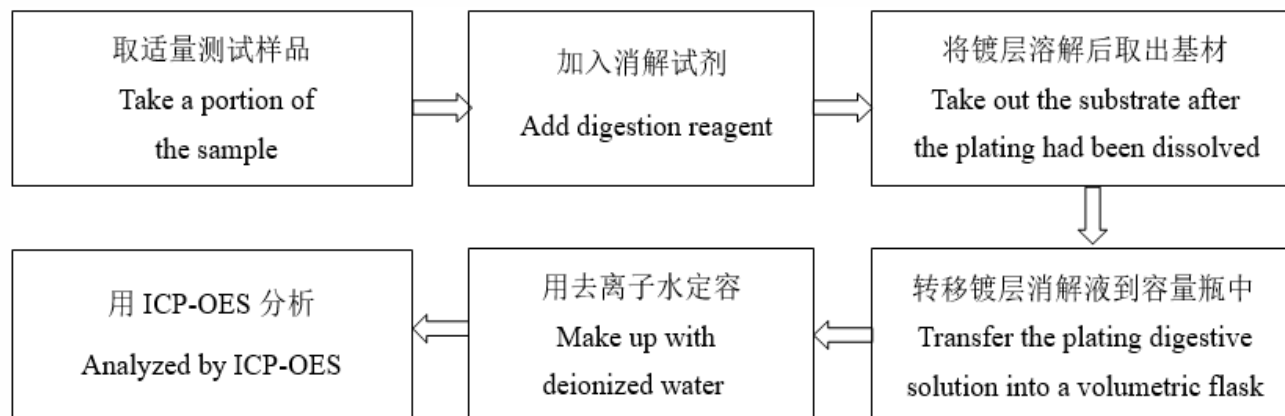 取适量测试样品
Take a portion of
the sample
加入消解试剂
Add digestion reagent
将镀层溶解后取出基材
Take out the substrate after
the plating had been dissolved
转移镀层消解液到容量瓶中
Transfer the plating digestive
solution into a volumetric flask
用去离子水定容
Make up with
deionized water
用 ICP-OES 分析
Analyzed by ICP-OES